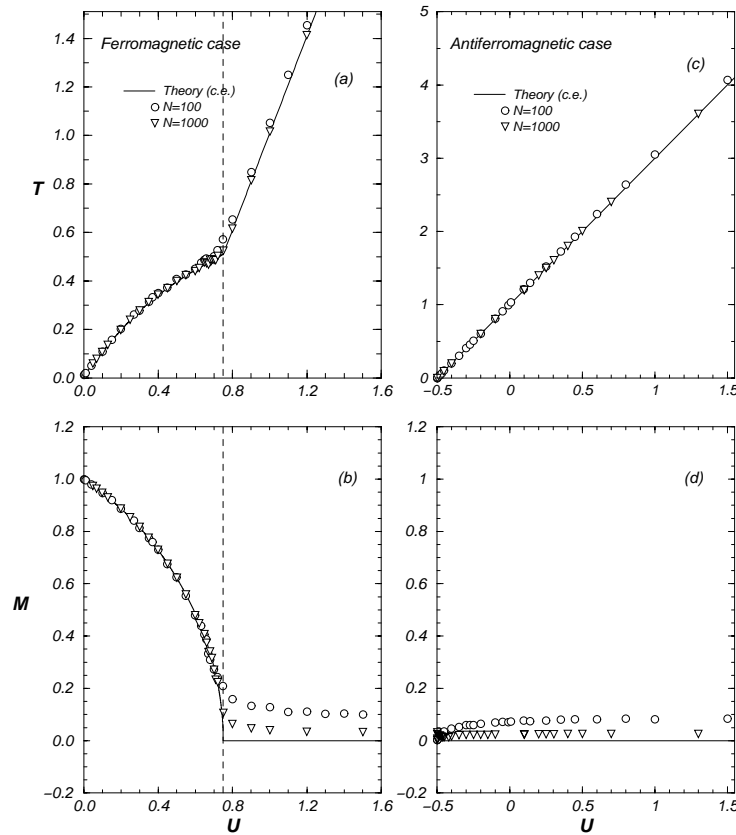 Ferromagnetic case
(a)
Theory (c.e.)
N=100
N=1000
T
1.4
1.2
1.0
0.8
0.6
0.4
0.2
0.0
0.0 0.4 0.8 1.2 1.6
Antiferromagnetic case
(c)
Theory (c.e.)
N=100
N=1000
5
4
3
2
1
0
−0.5 0 0.5 1 1.5
(b)
M
1.2
1.0
0.8
0.6
0.4
0.2
0.0
−0.2
0.0 0.4 0.8 1.2 1.6
U
(d)
1.2
1
0.8
0.6
0.4
0.2
0
−0.2
−0.5 0 0.5 1 1.5
U